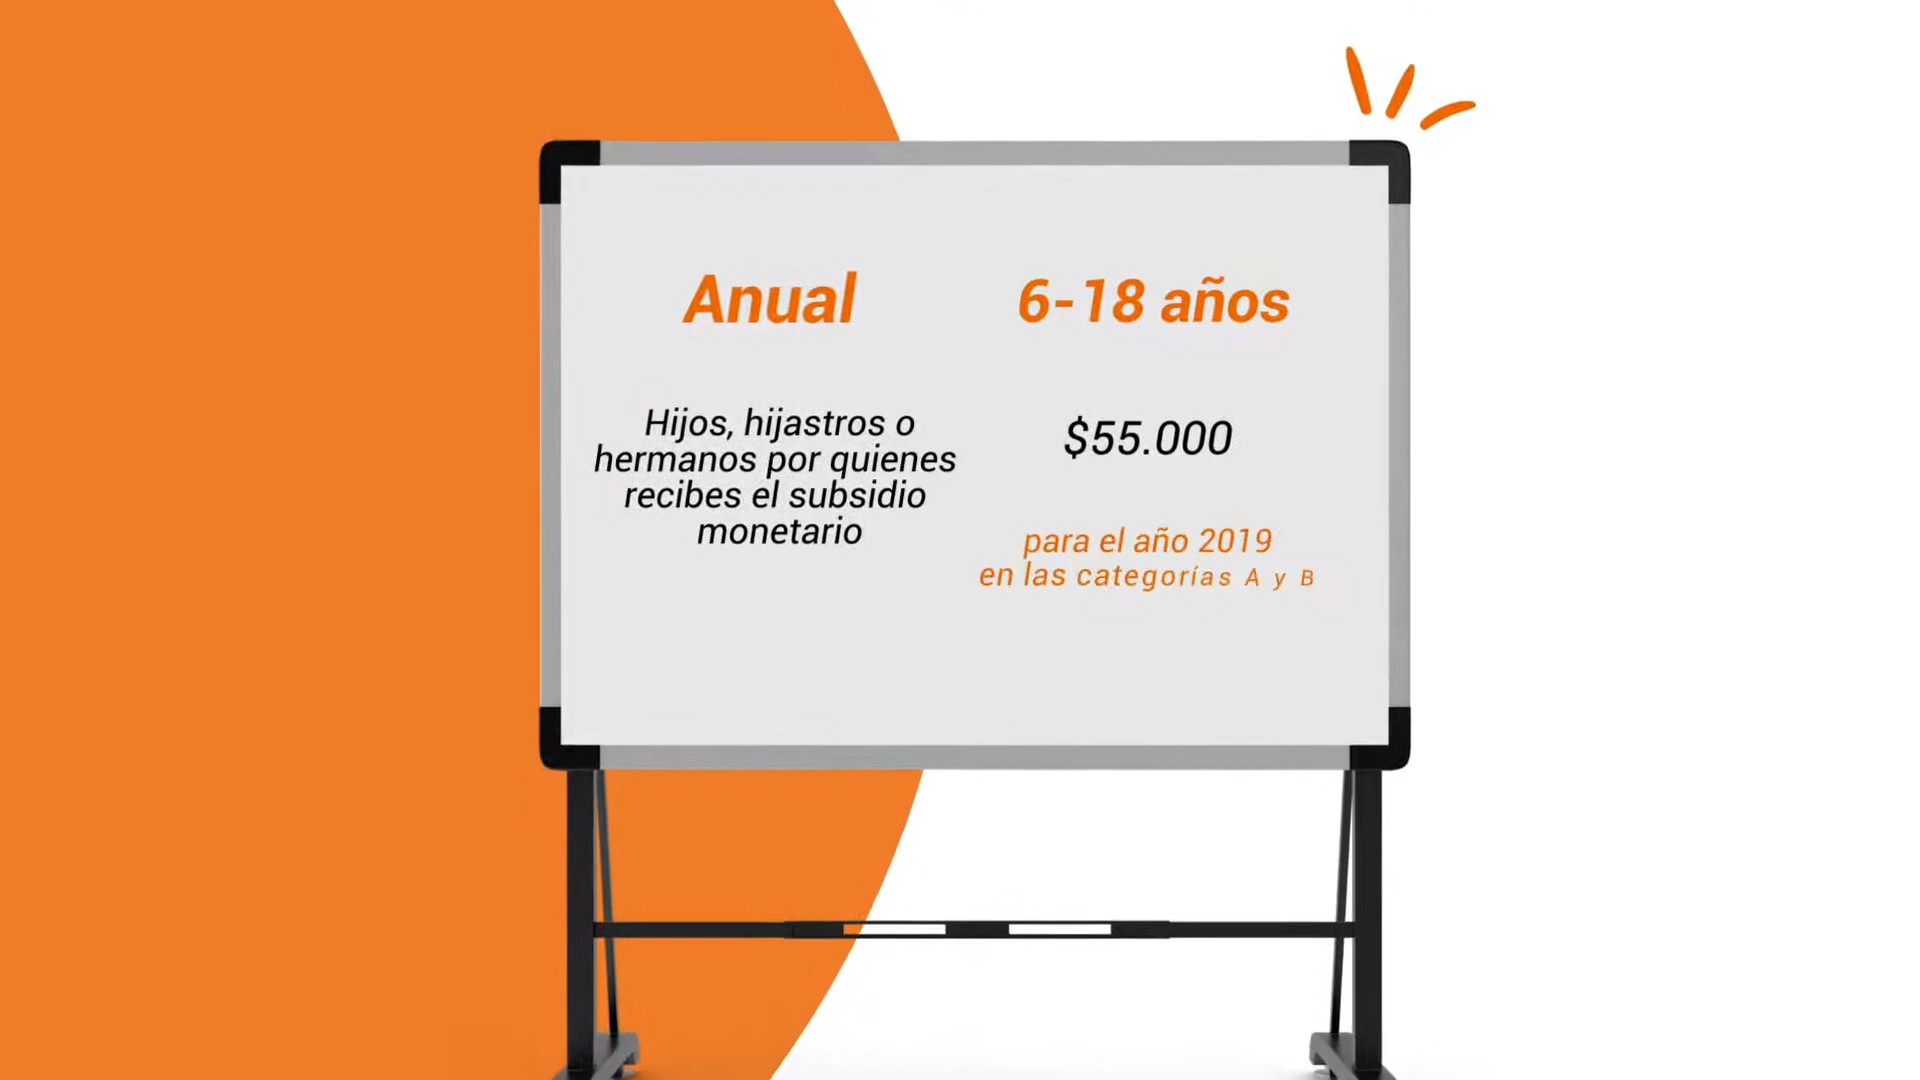 Anual
Hijos, hijastros o
hermanos por quienes
recibes el subsidio
monetario
6-18 años
$55.000
para el año 2019
en las categorías A y B